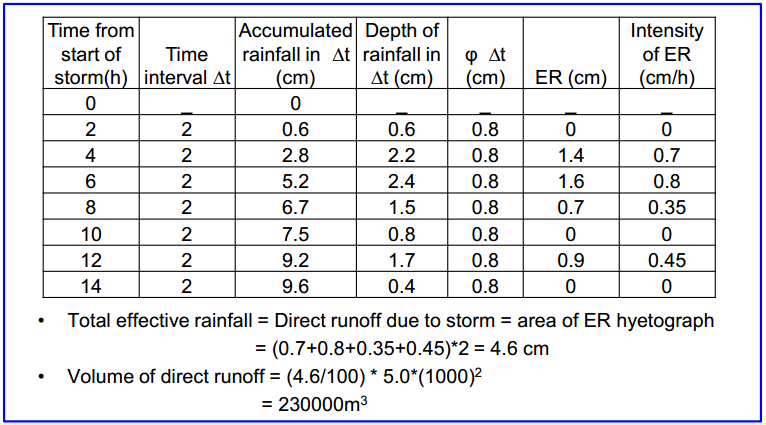 Time from start of storm(h) | Time interval Δt | Accumulated rainfall in Δt (cm) | Depth of rainfall in Δt (cm) | φ Δt (cm) | ER (cm) | Intensity of ER (cm/h)
0 | _ | 0 | _ | _ | _ | _
2 | 2 | 0.6 | 0.6 | 0.8 | 0 | 0
4 | 2 | 2.8 | 2.2 | 0.8 | 1.4 | 0.7
6 | 2 | 5.2 | 2.4 | 0.8 | 1.6 | 0.8
8 | 2 | 6.7 | 1.5 | 0.8 | 0.7 | 0.35
10 | 2 | 7.5 | 0.8 | 0.8 | 0 | 0
12 | 2 | 9.2 | 1.7 | 0.8 | 0.9 | 0.45
14 | 2 | 9.6 | 0.4 | 0.8 | 0 | 0
• Total effective rainfall = Direct runoff due to storm = area of ER hyetograph
= (0.7+0.8+0.35+0.45)*2 = 4.6 cm
• Volume of direct runoff = (4.6/100) * 5.0*(1000)²
= 230000m³